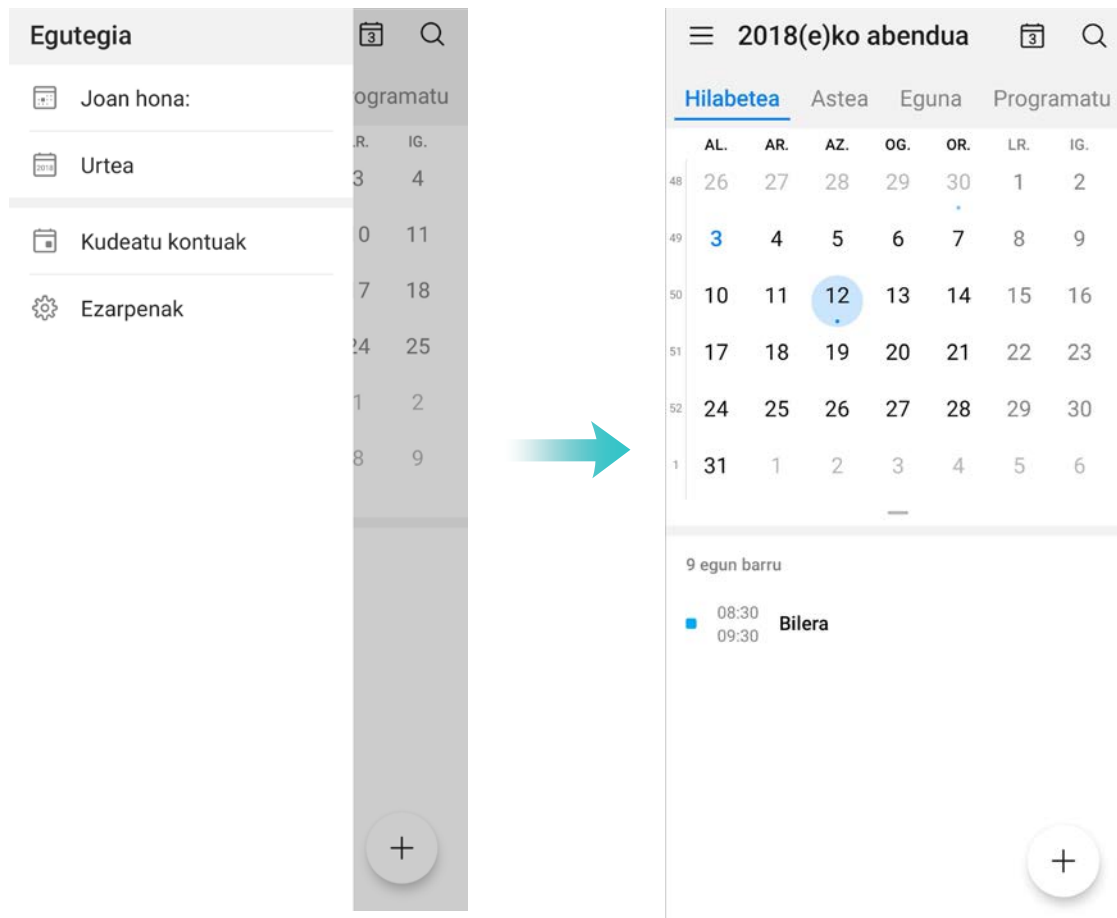 Egutegia
3
Joan hona:
ogramatu
2018 Urtea
.R. IG.
3 4
Kudeatu kontuak
0 11
Ezarpenak
7 18
24 25
1 2
8 9
+
2018(e)ko abendua 3
Hilabetea Astea Eguna Programatu
AL. AR. AZ. OG. OR. LR. IG.
48 26 27 28 29 30 1 2
49 3 4 5 6 7 8 9
50 10 11 12 13 14 15 16
51 17 18 19 20 21 22 23
52 24 25 26 27 28 29 30
1 31 1 2 3 4 5 6
9 egun barru
08:30
Bilera
09:30
+